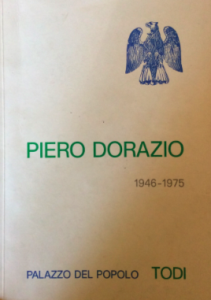 PIERO DORAZIO
1946-1975
PALAZZO DEL POPOLO TODI